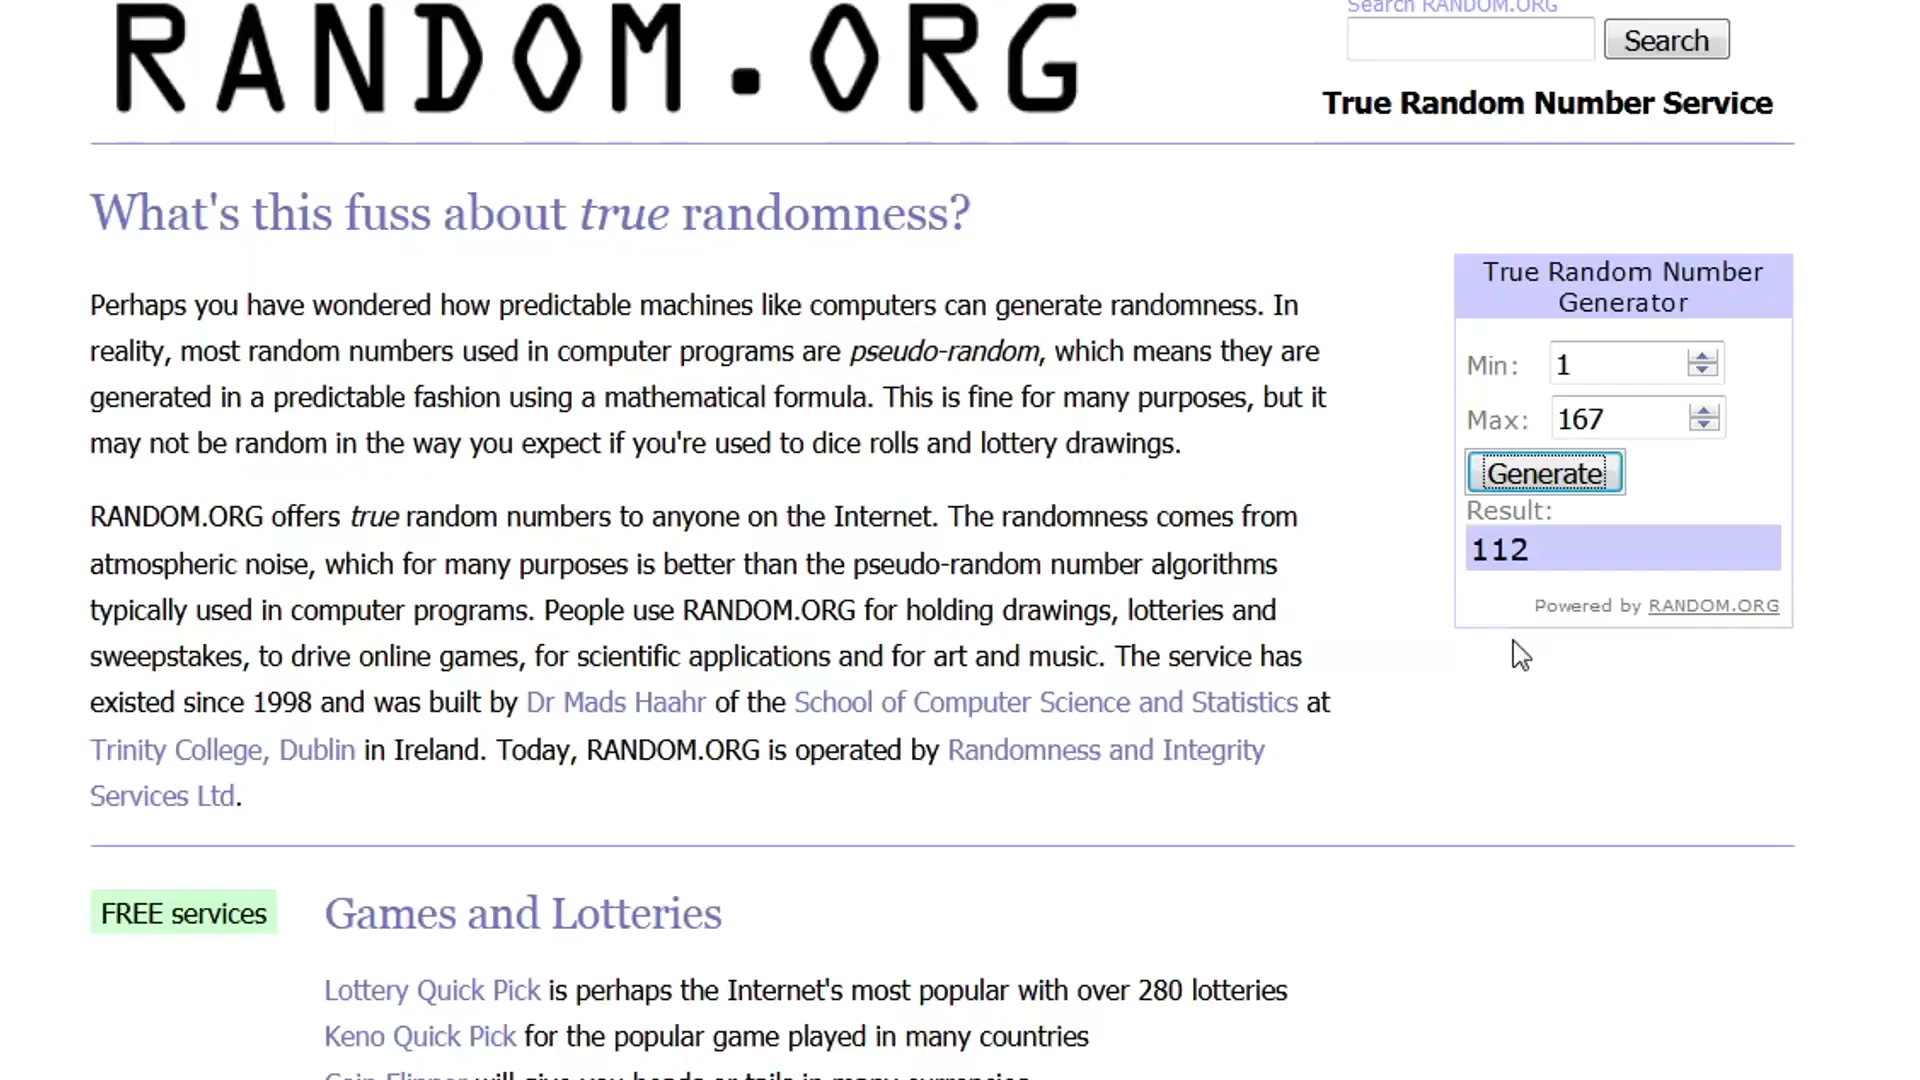 RANDOM.ORG
Search RANDOM.ORG
Search
True Random Number Service
What's this fuss about true randomness?
Perhaps you have wondered how predictable machines like computers can generate randomness. In
reality, most random numbers used in computer programs are pseudo-random, which means they are
generated in a predictable fashion using a mathematical formula. This is fine for many purposes, but it
may not be random in the way you expect if you're used to dice rolls and lottery drawings.
RANDOM.ORG offers true random numbers to anyone on the Internet. The randomness comes from
atmospheric noise, which for many purposes is better than the pseudo-random number algorithms
typically used in computer programs. People use RANDOM.ORG for holding drawings, lotteries and
sweepstakes, to drive online games, for scientific applications and for art and music. The service has
existed since 1998 and was built by Dr Mads Haahr of the School of Computer Science and Statistics at
Trinity College, Dublin in Ireland. Today, RANDOM.ORG is operated by Randomness and Integrity
Services Ltd.
True Random Number
Generator
Min: 1
Max: 167
Generate
Result:
112
Powered by RANDOM.ORG
FREE services
Games and Lotteries
Lottery Quick Pick is perhaps the Internet's most popular with over 280 lotteries
Keno Quick Pick for the popular game played in many countries
Coin Flipper will give you heads or tails in many currencies